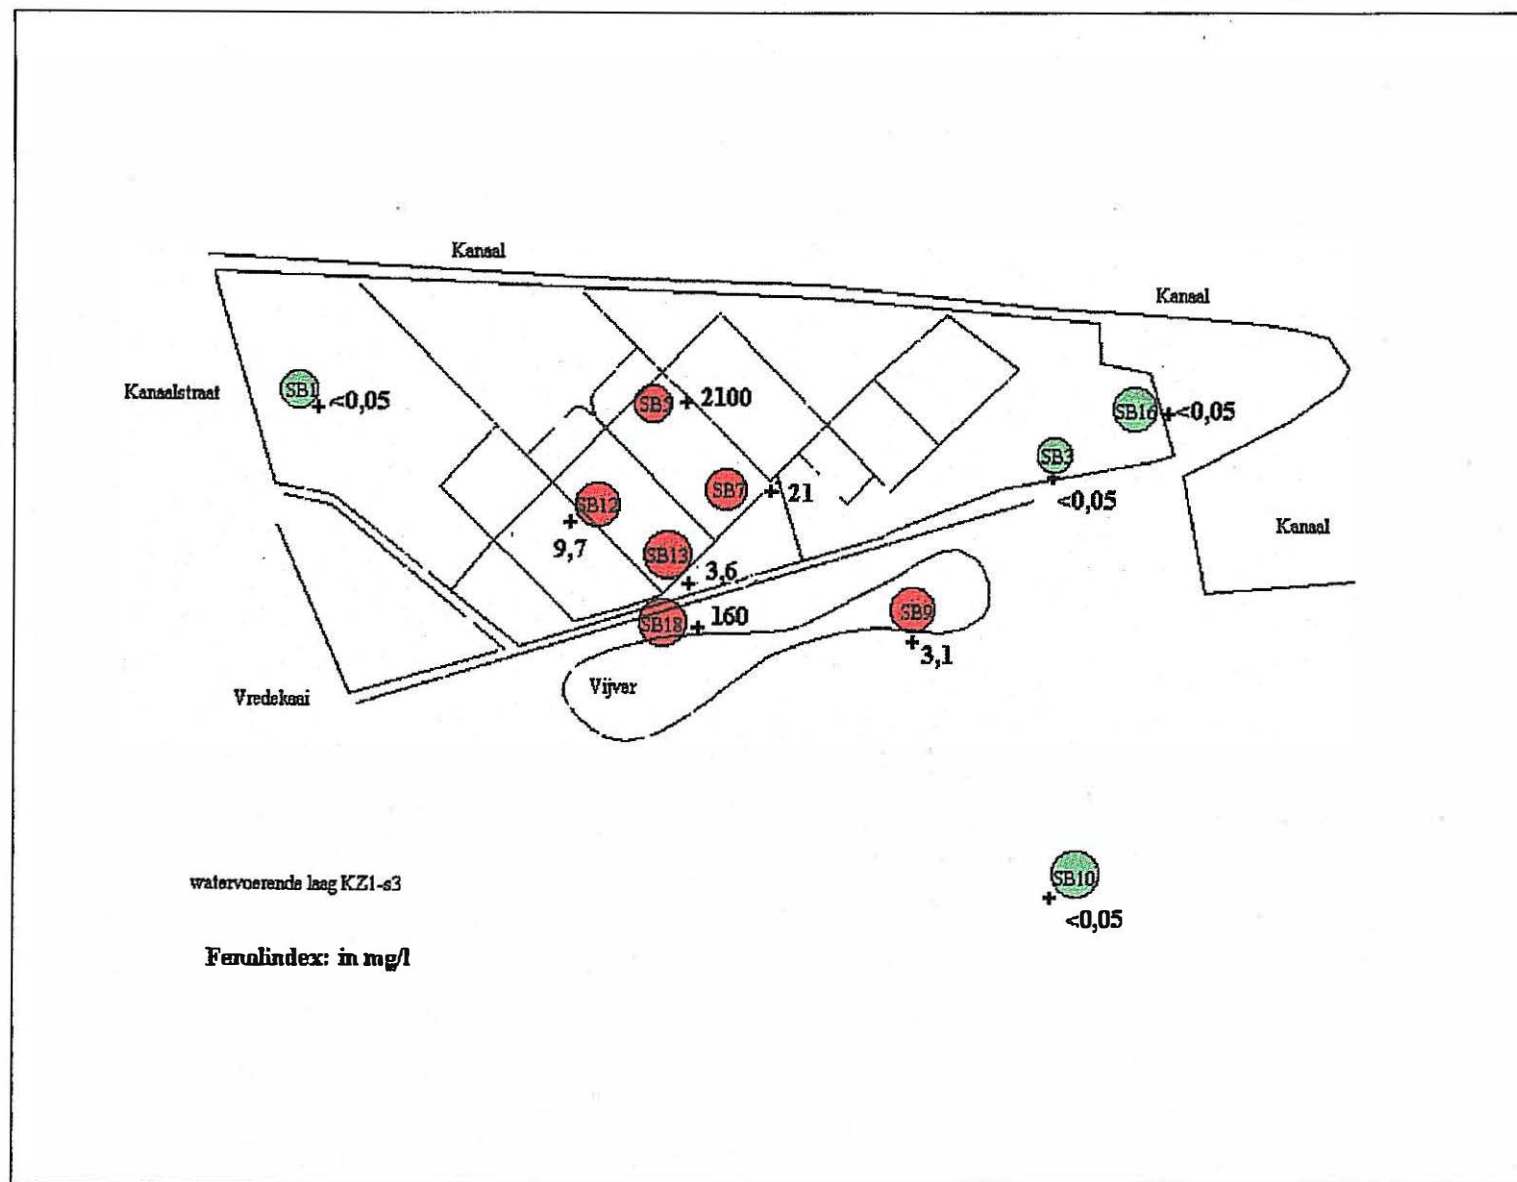 Kanaal
Kanaal
Kanaalstraat
SB1
<0,05
SB5
2100
SB16
<0,05
SB3
<0,05
SB7
21
SB12
9,7
Kanaal
SB13
3,6
SB18
160
SB9
3,1
Vijver
Vredekaai
SB10
<0,05
watervoerende laag KZ1-s3
Fenolindex: in mg/l